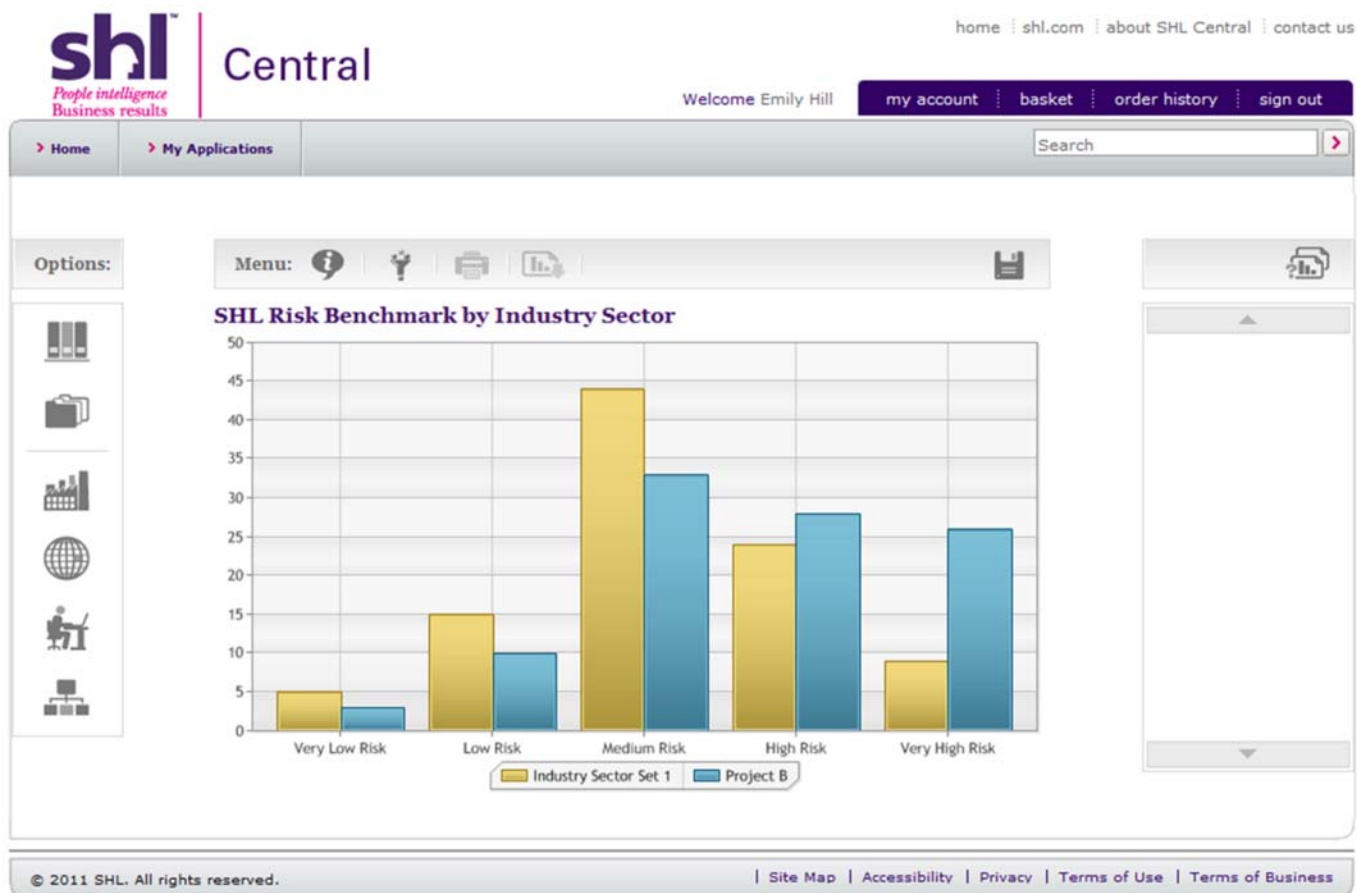 home shl.com about SHL Central contact us
shl™
Central
People intelligence
Business results
Welcome Emily Hill
my account basket order history sign out
Home
My Applications
Search
Options:
Menu:
SHL Risk Benchmark by Industry Sector
50
45
40
35
30
25
20
15
10
5
0
Very Low Risk Low Risk Medium Risk High Risk Very High Risk
Industry Sector Set 1 Project B
© 2011 SHL. All rights reserved.
| Site Map | Accessibility | Privacy | Terms of Use | Terms of Business